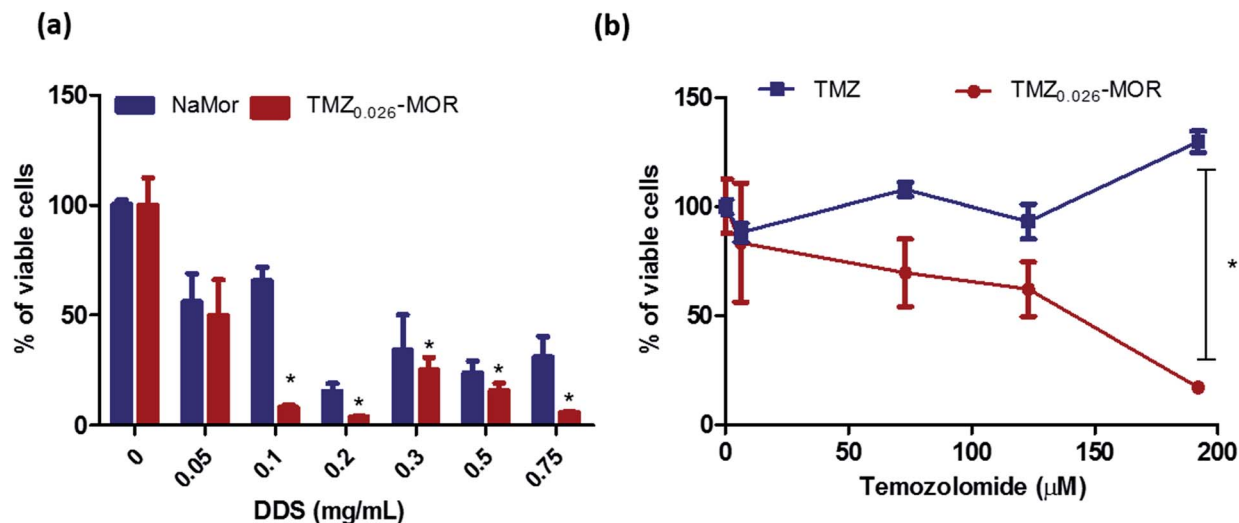 (a)
NaMor
TMZ0.026-MOR
% of viable cells
150
100
50
0
*
*
*
*
*
0
0.05
0.1
0.2
0.3
0.5
0.75
DDS (mg/mL)
(b)
TMZ
TMZ0.026-MOR
% of viable cells
150
100
50
0
*
0
50
100
150
200
Temozolomide (μM)